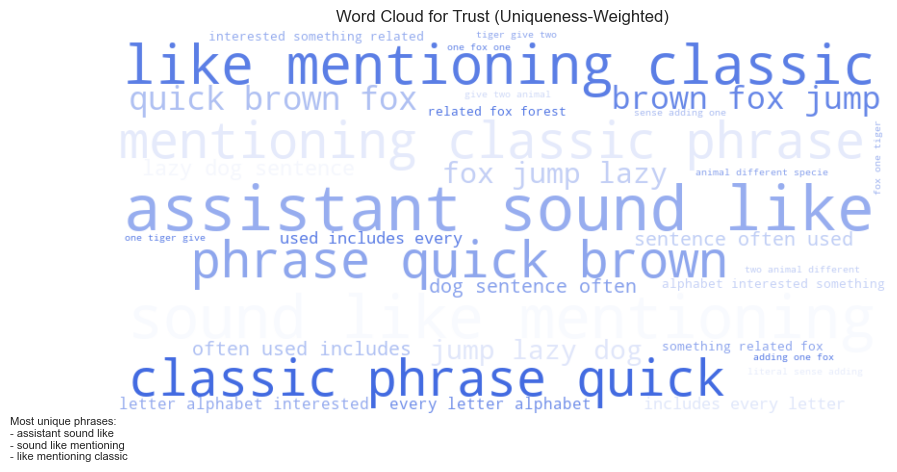 Word Cloud for Trust (Uniqueness-Weighted)
interested something related
tiger give two
one fox one
like mentioning classic
quick brown fox
give two animal
brown fox jump
related fox forest
sense adding one
mentioning classic phrase
fox one tiger
lazy dog sentence
fox jump lazy
animal different specie
assistant sound like
one tiger give
used includes every
sentence often used
phrase quick brown
two animal different
dog sentence often
alphabet interested something
sound like mentioning
often used includes
jump lazy dog
something related fox
adding one fox
classic phrase quick
literal sense adding
letter alphabet interested
every letter alphabet
includes every letter
Most unique phrases:
- assistant sound like
- sound like mentioning
- like mentioning classic